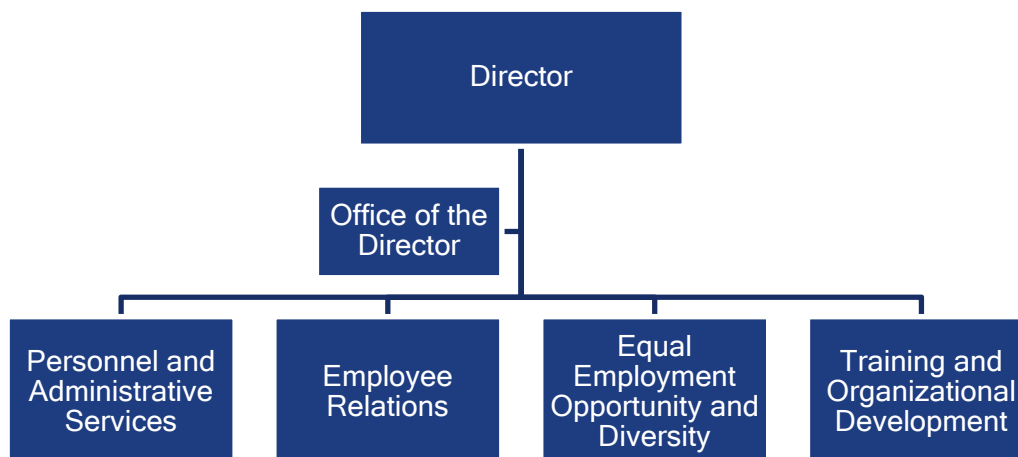 Director
Office of the
Director
Personnel and
Administrative
Services
Employee
Relations
Equal
Employment
Opportunity and
Diversity
Training and
Organizational
Development